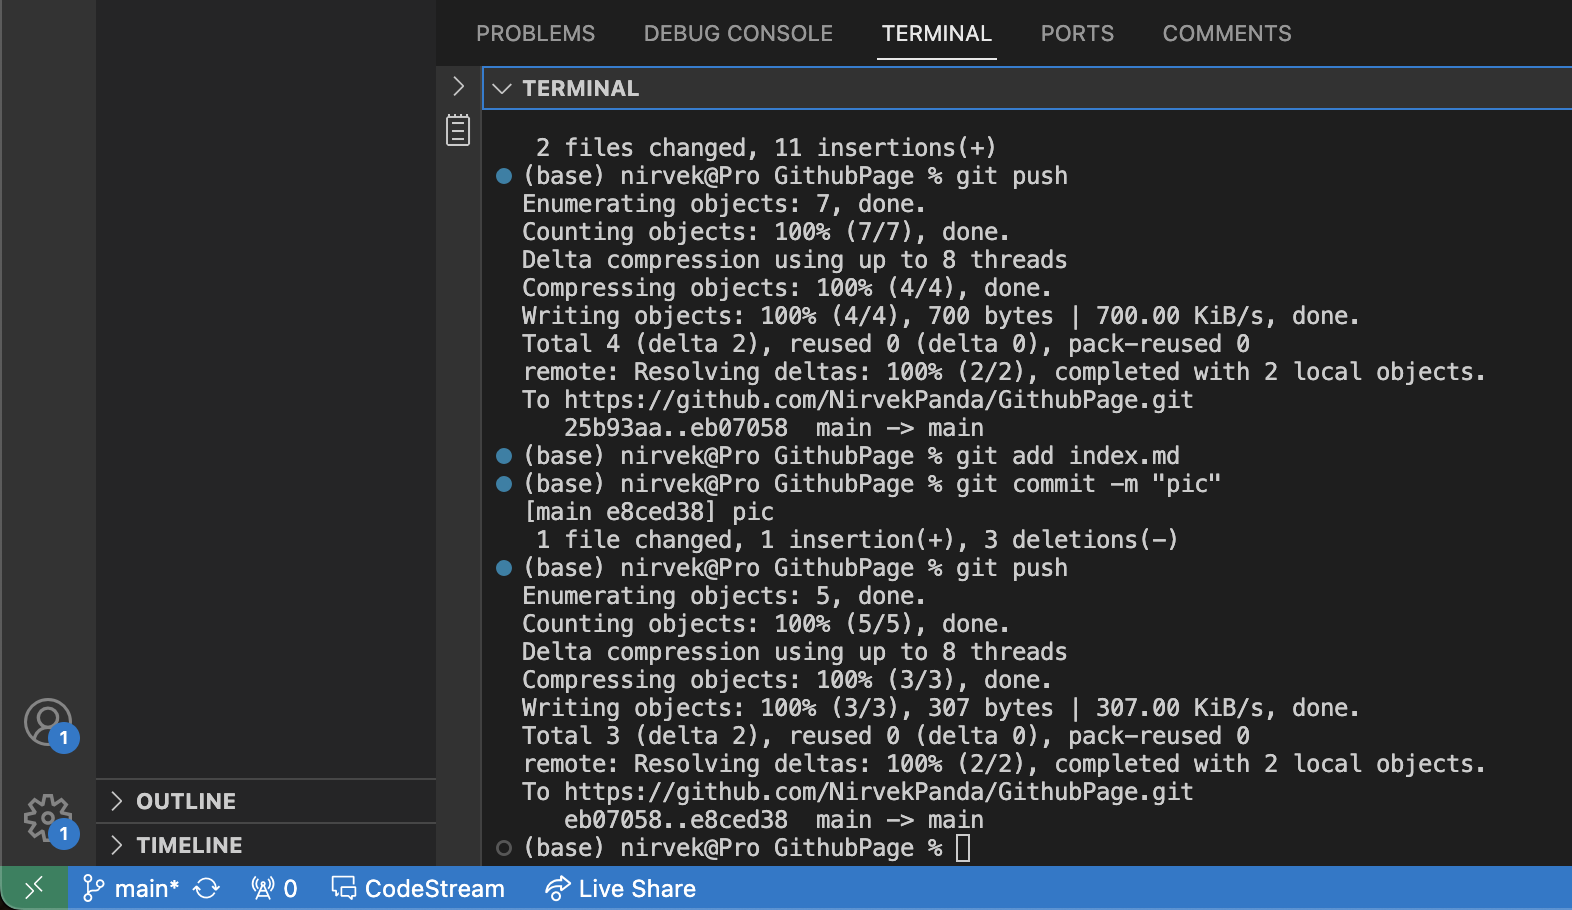 PROBLEMS DEBUG CONSOLE TERMINAL PORTS COMMENTS
TERMINAL
2 files changed, 11 insertions(+)
(base) nirvek@Pro GithubPage % git push
Enumerating objects: 7, done.
Counting objects: 100% (7/7), done.
Delta compression using up to 8 threads
Compressing objects: 100% (4/4), done.
Writing objects: 100% (4/4), 700 bytes | 700.00 KiB/s, done.
Total 4 (delta 2), reused 0 (delta 0), pack-reused 0
remote: Resolving deltas: 100% (2/2), completed with 2 local objects.
To https://github.com/NirvekPanda/GithubPage.git
25b93aa..eb07058  main -> main
(base) nirvek@Pro GithubPage % git add index.md
(base) nirvek@Pro GithubPage % git commit -m "pic"
[main e8ced38] pic
1 file changed, 1 insertion(+), 3 deletions(-)
(base) nirvek@Pro GithubPage % git push
Enumerating objects: 5, done.
Counting objects: 100% (5/5), done.
Delta compression using up to 8 threads
Compressing objects: 100% (3/3), done.
Writing objects: 100% (3/3), 307 bytes | 307.00 KiB/s, done.
Total 3 (delta 2), reused 0 (delta 0), pack-reused 0
remote: Resolving deltas: 100% (2/2), completed with 2 local objects.
To https://github.com/NirvekPanda/GithubPage.git
eb07058..e8ced38  main -> main
(base) nirvek@Pro GithubPage %
1
1
OUTLINE
TIMELINE
main* 0 CodeStream Live Share